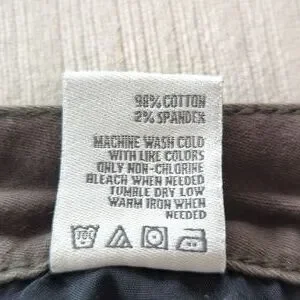 98% COTTON
2% SPANDEX
MACHINE WASH COLD
WITH LIKE COLORS
ONLY NON-CHLORINE
BLEACH WHEN NEEDED
TUMBLE DRY LOW
WARM IRON WHEN
NEEDED